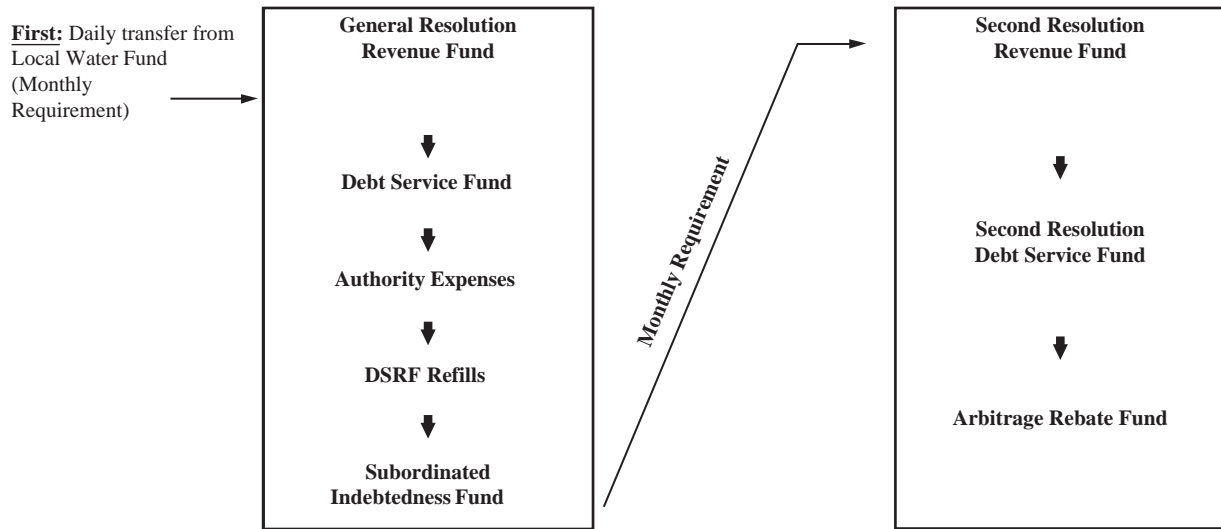 First: Daily transfer from
Local Water Fund
(Monthly
Requirement)
General Resolution
Revenue Fund
Debt Service Fund
Authority Expenses
DSRF Refills
Subordinated
Indebtedness Fund
Monthly Requirement
Second Resolution
Revenue Fund
Second Resolution
Debt Service Fund
Arbitrage Rebate Fund